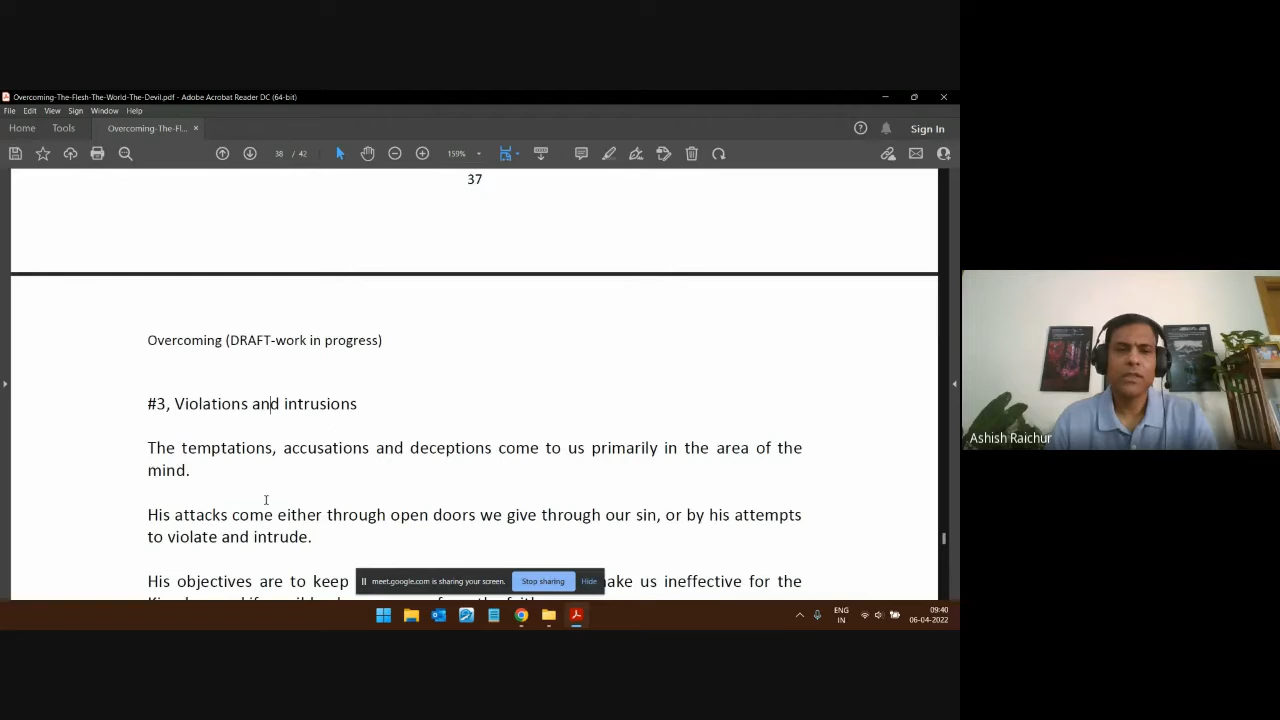 Overcoming-The-Flesh-The-World-The-Devil.pdf - Adobe Acrobat Reader DC (64-bit)
File Edit View Sign Window Help
Home Tools Overcoming-The-Fl... × Sign In
38 / 42 159%
37
Overcoming (DRAFT-work in progress)
#3, Violations and intrusions
The temptations, accusations and deceptions come to us primarily in the area of the
mind.
His attacks come either through open doors we give through our sin, or by his attempts
to violate and intrude.
His objectives are to keep ake us ineffective for the
meet.google.com is sharing your screen. Stop sharing Hide
Ashish Raichur
ENG
IN
09:40
06-04-2022